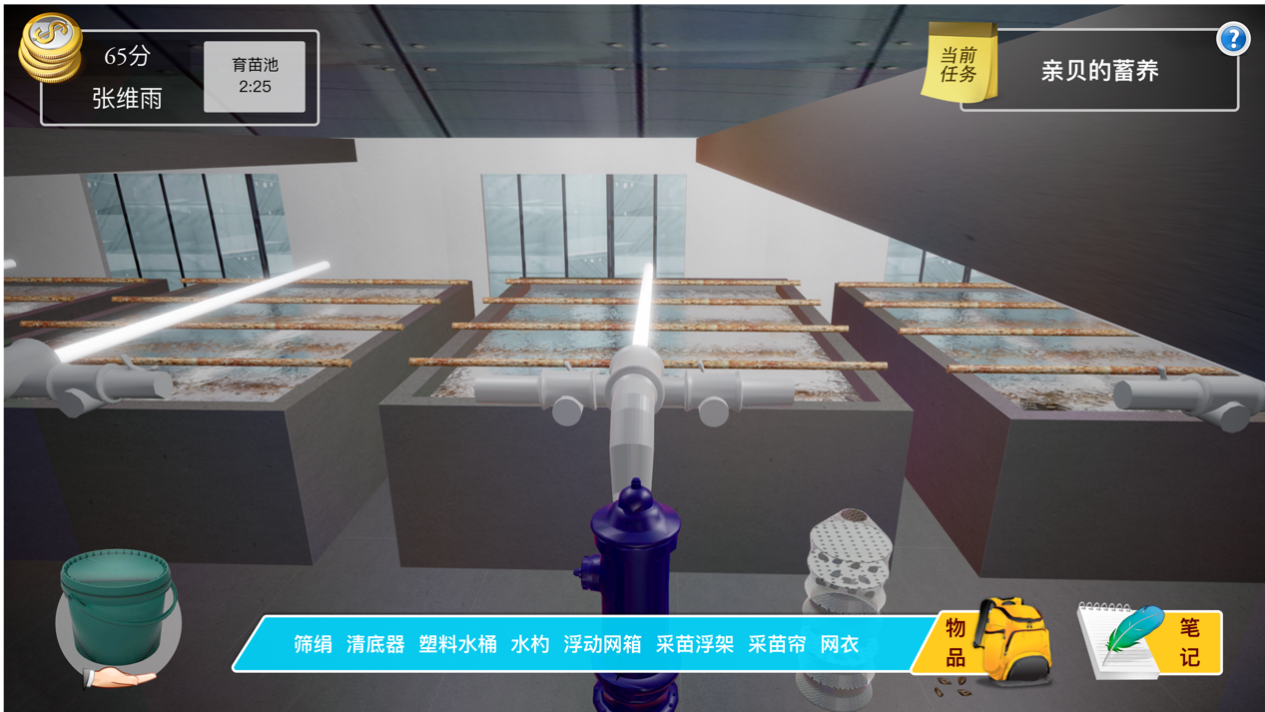 65分
张维雨
育苗池
2:25
当前
任务
亲贝的蓄养
?
筛绢 清底器 塑料水桶 水杓 浮动网箱 采苗浮架 采苗帘 网衣
物
品
笔
记